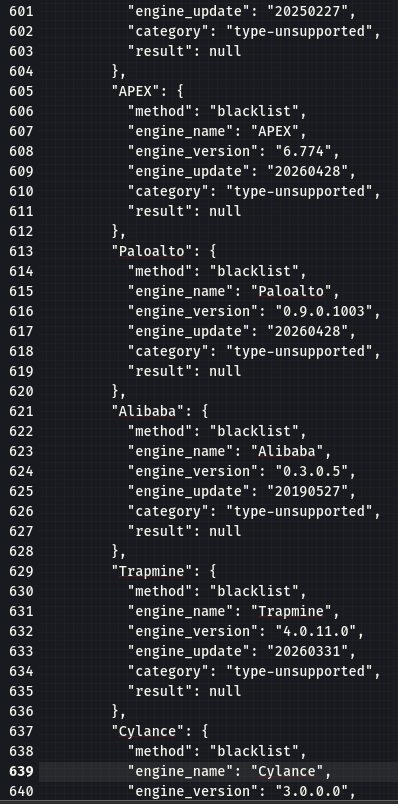 601 "engine_update": "20250227",
602 "category": "type-unsupported",
603 "result": null
604 },
605 "APEX": {
606 "method": "blacklist",
607 "engine_name": "APEX",
608 "engine_version": "6.774",
609 "engine_update": "20260428",
610 "category": "type-unsupported",
611 "result": null
612 },
613 "Paloalto": {
614 "method": "blacklist",
615 "engine_name": "Paloalto",
616 "engine_version": "0.9.0.1003",
617 "engine_update": "20260428",
618 "category": "type-unsupported",
619 "result": null
620 },
621 "Alibaba": {
622 "method": "blacklist",
623 "engine_name": "Alibaba",
624 "engine_version": "0.3.0.5",
625 "engine_update": "20190527",
626 "category": "type-unsupported",
627 "result": null
628 },
629 "Trapmine": {
630 "method": "blacklist",
631 "engine_name": "Trapmine",
632 "engine_version": "4.0.11.0",
633 "engine_update": "20260331",
634 "category": "type-unsupported",
635 "result": null
636 },
637 "Cylance": {
638 "method": "blacklist",
639 "engine_name": "Cylance",
640 "engine_version": "3.0.0.0",